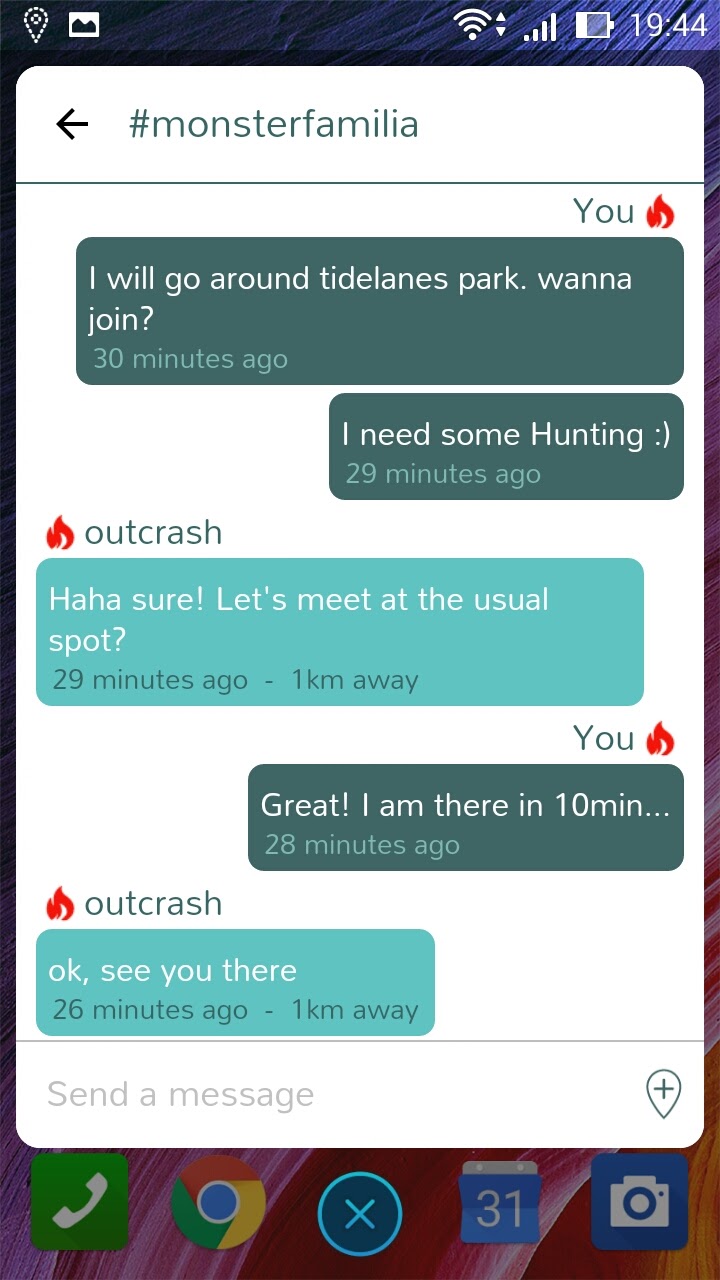 19:44
#monsterfamilia
You
I will go around tidelanes park. wanna
join?
30 minutes ago
I need some Hunting :)
29 minutes ago
outcrash
Haha sure! Let's meet at the usual
spot?
29 minutes ago - 1km away
You
Great! I am there in 10min...
28 minutes ago
outcrash
ok, see you there
26 minutes ago - 1km away
Send a message
31